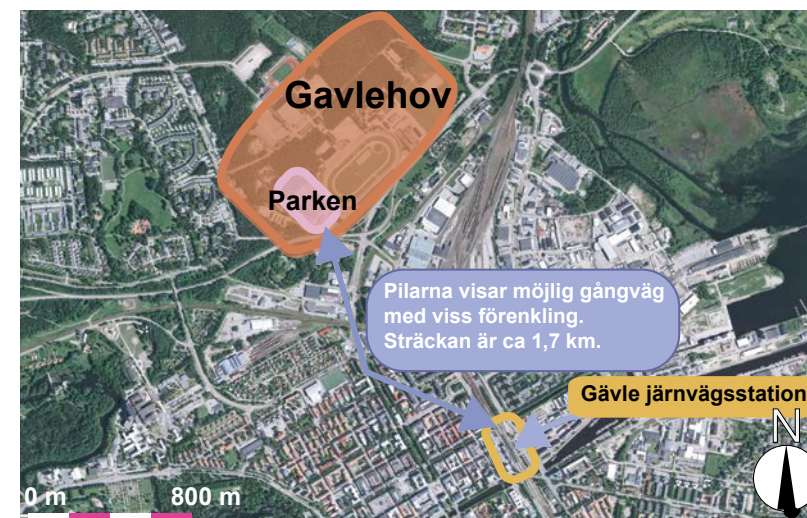 Gavlehov
Parken
Pilarna visar möjlig gångväg
med viss förenkling.
Sträckan är ca 1,7 km.
Gävle järnvägsstation
N
0 m 800 m